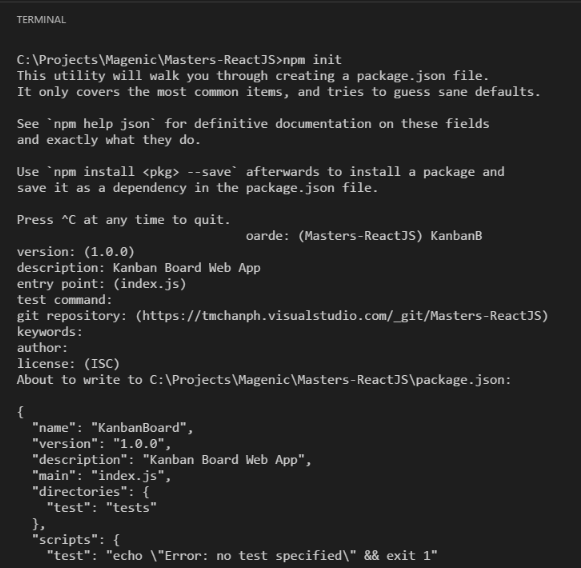 TERMINAL
C:\Projects\Magenic\Masters-ReactJS>npm init
This utility will walk you through creating a package.json file.
It only covers the most common items, and tries to guess sane defaults.
See `npm help json` for definitive documentation on these fields
and exactly what they do.
Use `npm install <pkg> --save` afterwards to install a package and
save it as a dependency in the package.json file.
Press ^C at any time to quit.
oarde: (Masters-ReactJS) KanbanB
version: (1.0.0)
description: Kanban Board Web App
entry point: (index.js)
test command:
git repository: (https://tmchanph.visualstudio.com/_git/Masters-ReactJS)
keywords:
author:
license: (ISC)
About to write to C:\Projects\Magenic\Masters-ReactJS\package.json:
{
  "name": "KanbanBoard",
  "version": "1.0.0",
  "description": "Kanban Board Web App",
  "main": "index.js",
  "directories": {
    "test": "tests"
  },
  "scripts": {
    "test": "echo \"Error: no test specified\" && exit 1"